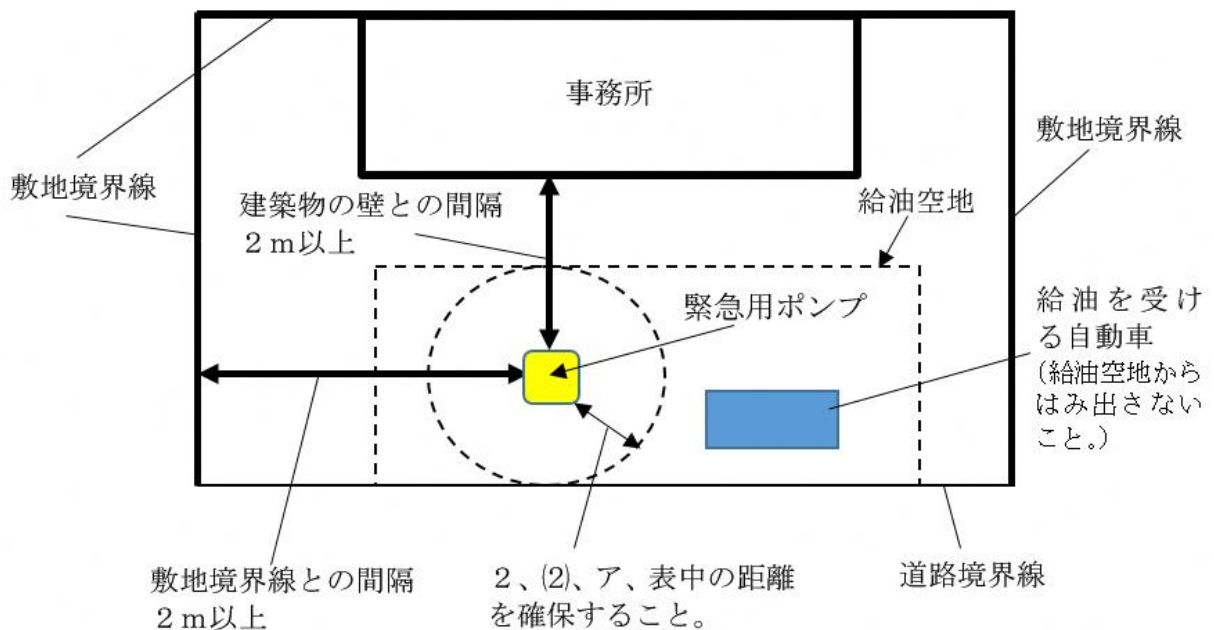 事務所
敷地境界線
敷地境界線
建築物の壁との間隔
２ｍ以上
給油空地
緊急用ポンプ
給油を受け
る自動車
(給油空地から
はみ出さない
こと。)
敷地境界線との間隔
２ｍ以上
２、⑵、ア、表中の距離
を確保すること。
道路境界線